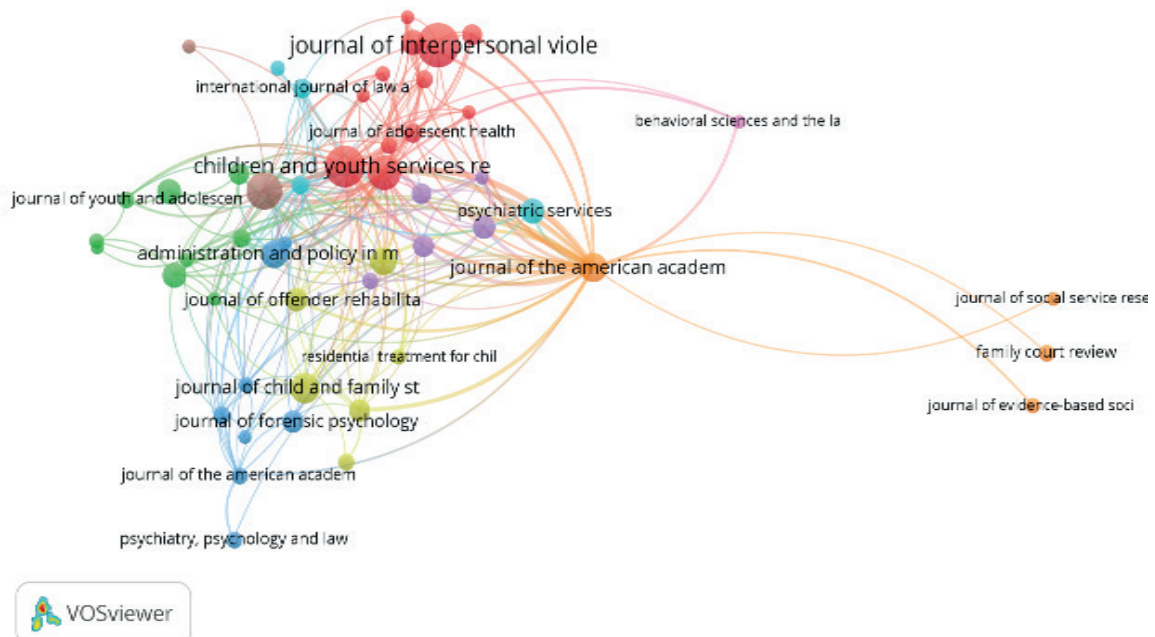 journal of interpersonal viole
international journal of law a
behavioral sciences and the la
journal of adolescent health
children and youth services re
journal of youth and adolescen
psychiatric services
administration and policy in m
journal of the american academ
journal of offender rehabilita
journal of social service rese
residential treatment for chil
family court review
journal of child and family st
journal of evidence-based soci
journal of forensic psychology
journal of the american academ
psychiatry, psychology and law
VOSviewer